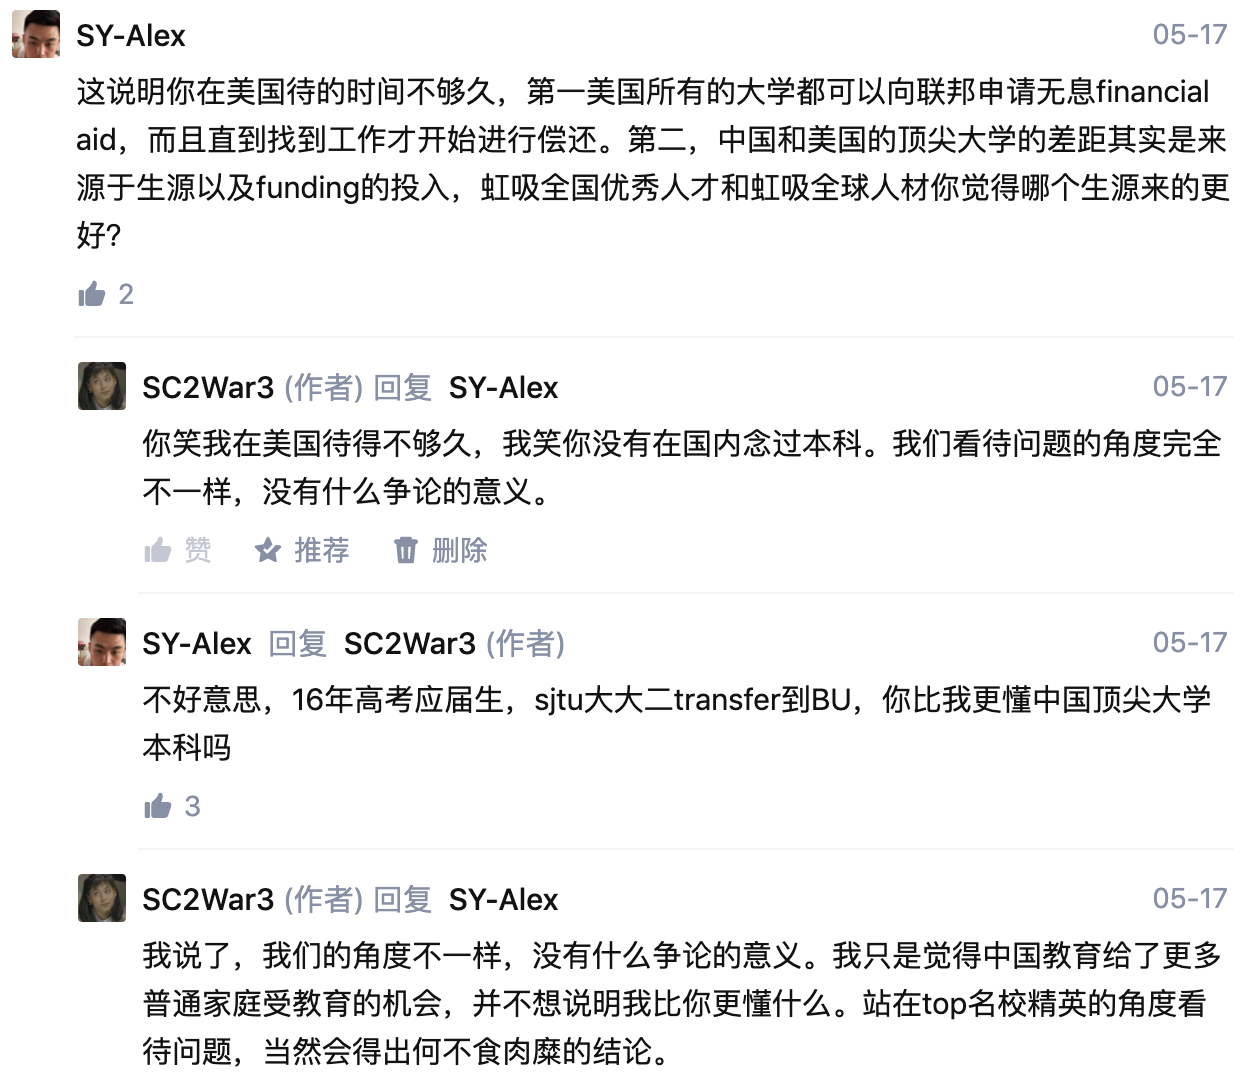 SY-Alex 05-17
这说明你在美国待的时间不够久，第一美国所有的大学都可以向联邦申请无息financial
aid，而且直到找到工作才开始进行偿还。第二，中国和美国的顶尖大学的差距其实是来
源于生源以及funding的投入，虹吸全国优秀人才和虹吸全球人材你觉得哪个生源来的更
好?
2
SC2War3 (作者) 回复 SY-Alex 05-17
你笑我在美国待得不够久，我笑你没有在国内念过本科。我们看待问题的角度完全
不一样，没有什么争论的意义。
赞 推荐 删除
SY-Alex 回复 SC2War3 (作者) 05-17
不好意思，16年高考应届生，sjtu大大二transfer到BU，你比我更懂中国顶尖大学
本科吗
3
SC2War3 (作者) 回复 SY-Alex 05-17
我说了，我们的角度不一样，没有什么争论的意义。我只是觉得中国教育给了更多
普通家庭受教育的机会，并不想说明我比你更懂什么。站在top名校精英的角度看
待问题，当然会得出何不食肉糜的结论。